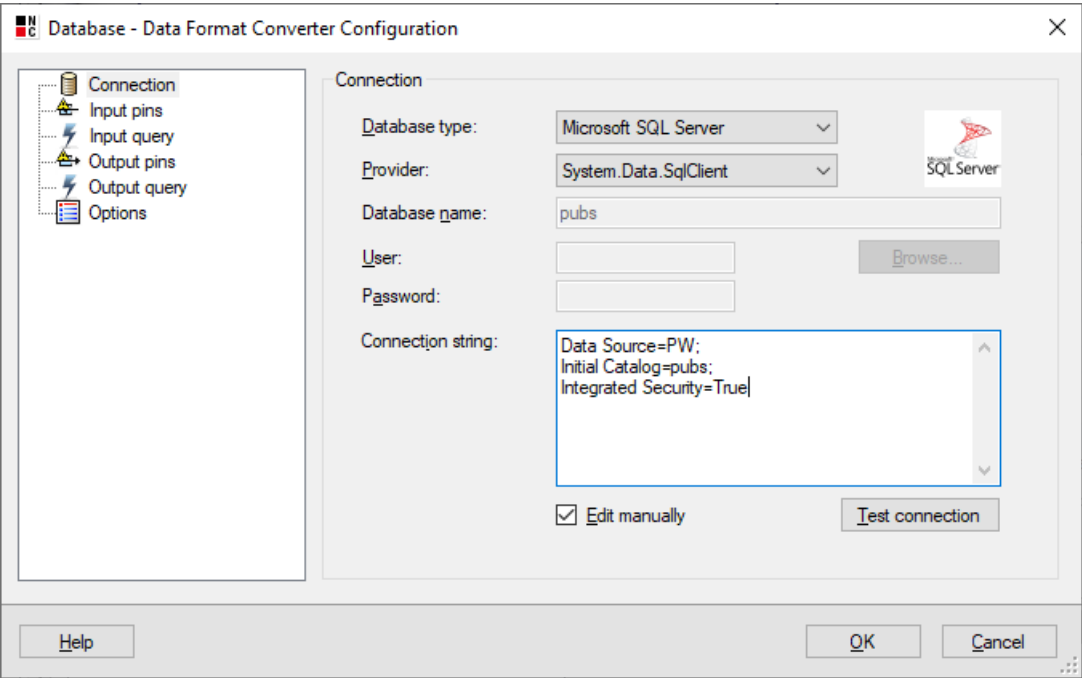 NC
Database - Data Format Converter Configuration
Connection
Input pins
Input query
Output pins
Output query
Options
Connection
Database type:
Microsoft SQL Server
Microsoft
SQL Server
Provider:
System.Data.SqlClient
Database name:
pubs
User:
Browse...
Password:
Connection string:
Data Source=PW;
Initial Catalog=pubs;
Integrated Security=True
Edit manually
Test connection
Help
OK
Cancel